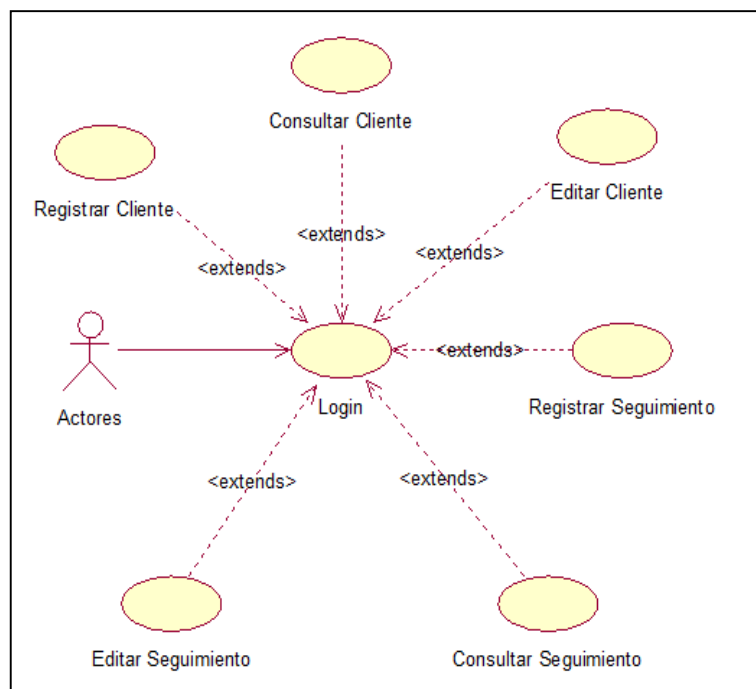 Consultar Cliente
Editar Cliente
Registrar Cliente
<extends>
<extends>
<extends>
<extends>
Login
Registrar Seguimiento
Actores
<extends>
<extends>
Editar Seguimiento
Consultar Seguimiento